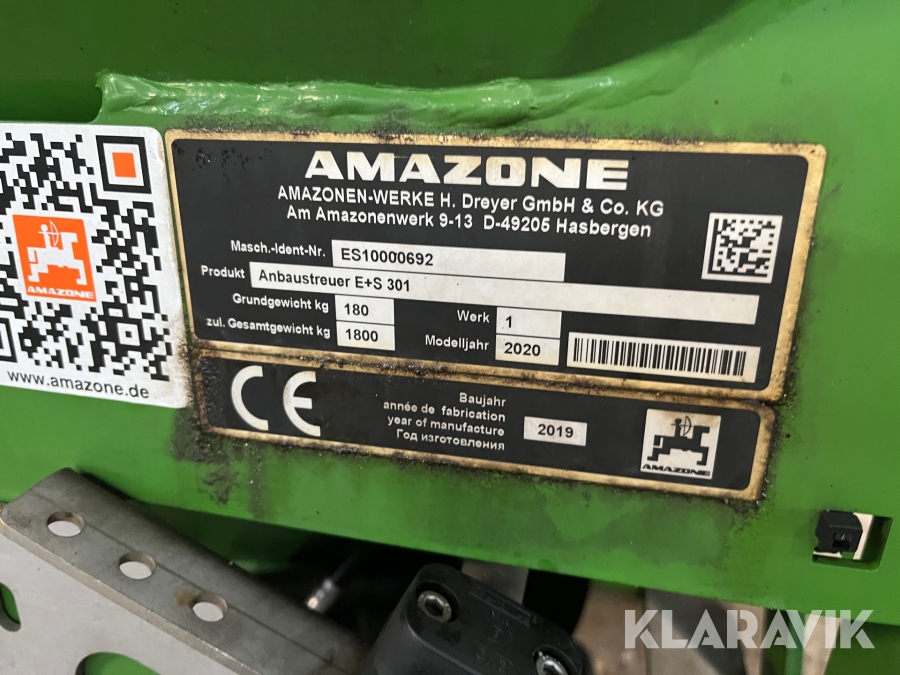 AMAZONE
AMAZONEN-WERKE H. Dreyer GmbH & Co. KG
Am Amazonenwerk 9-13 D-49205 Hasbergen
Masch.-Ident-Nr. ES10000692
Produkt Anbaustreuer E+S 301
Grundgewicht kg 180 Werk 1
zul. Gesamtgewicht kg 1800 Modelljahr 2020
AMAZONE
www.amazone.de
CE
Baujahr
année de fabrication
year of manufacture
Год изготовления
2019
AMAZONE
KLARAVIK